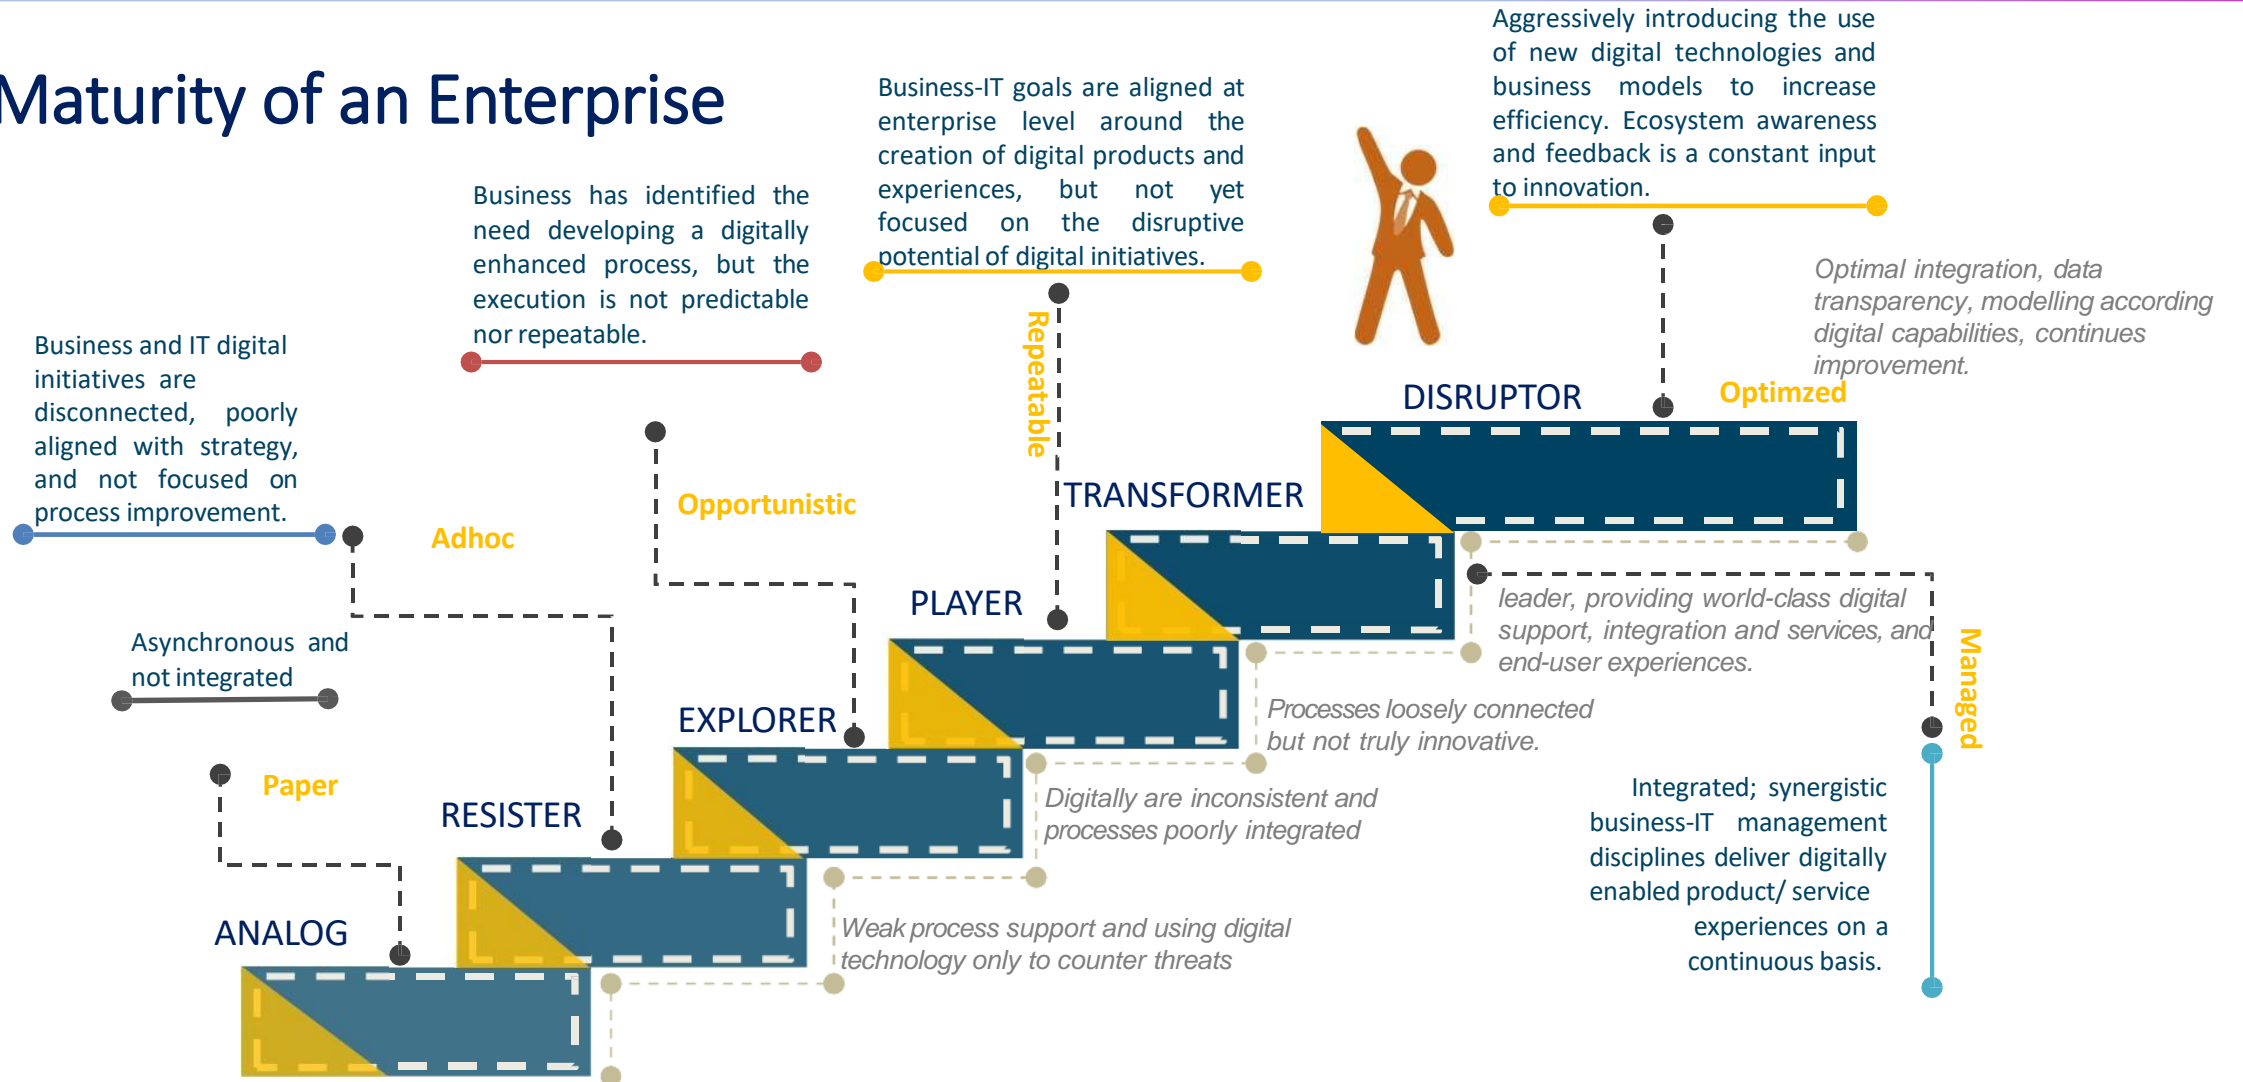 Maturity of an Enterprise
Aggressively introducing the use
of new digital technologies and
business models to increase
efficiency. Ecosystem awareness
and feedback is a constant input
to innovation.
Business-IT goals are aligned at
enterprise level around the
creation of digital products and
experiences, but not yet
focused on the disruptive
potential of digital initiatives.
Business has identified the
need developing a digitally
enhanced process, but the
execution is not predictable
nor repeatable.
Business and IT digital
initiatives are
disconnected, poorly
aligned with strategy,
and not focused on
process improvement.
Asynchronous and
not integrated
Paper
Adhoc
Opportunistic
Repeatable
Optimzed
Managed
Optimal integration, data
transparency, modelling according
digital capabilities, continues
improvement.
DISRUPTOR
TRANSFORMER
PLAYER
EXPLORER
RESISTER
ANALOG
leader, providing world-class digital
support, integration and services, and
end-user experiences.
Processes loosely connected
but not truly innovative.
Digitally are inconsistent and
processes poorly integrated
Weak process support and using digital
technology only to counter threats
Integrated; synergistic
business-IT management
disciplines deliver digitally
enabled product/ service
experiences on a
continuous basis.